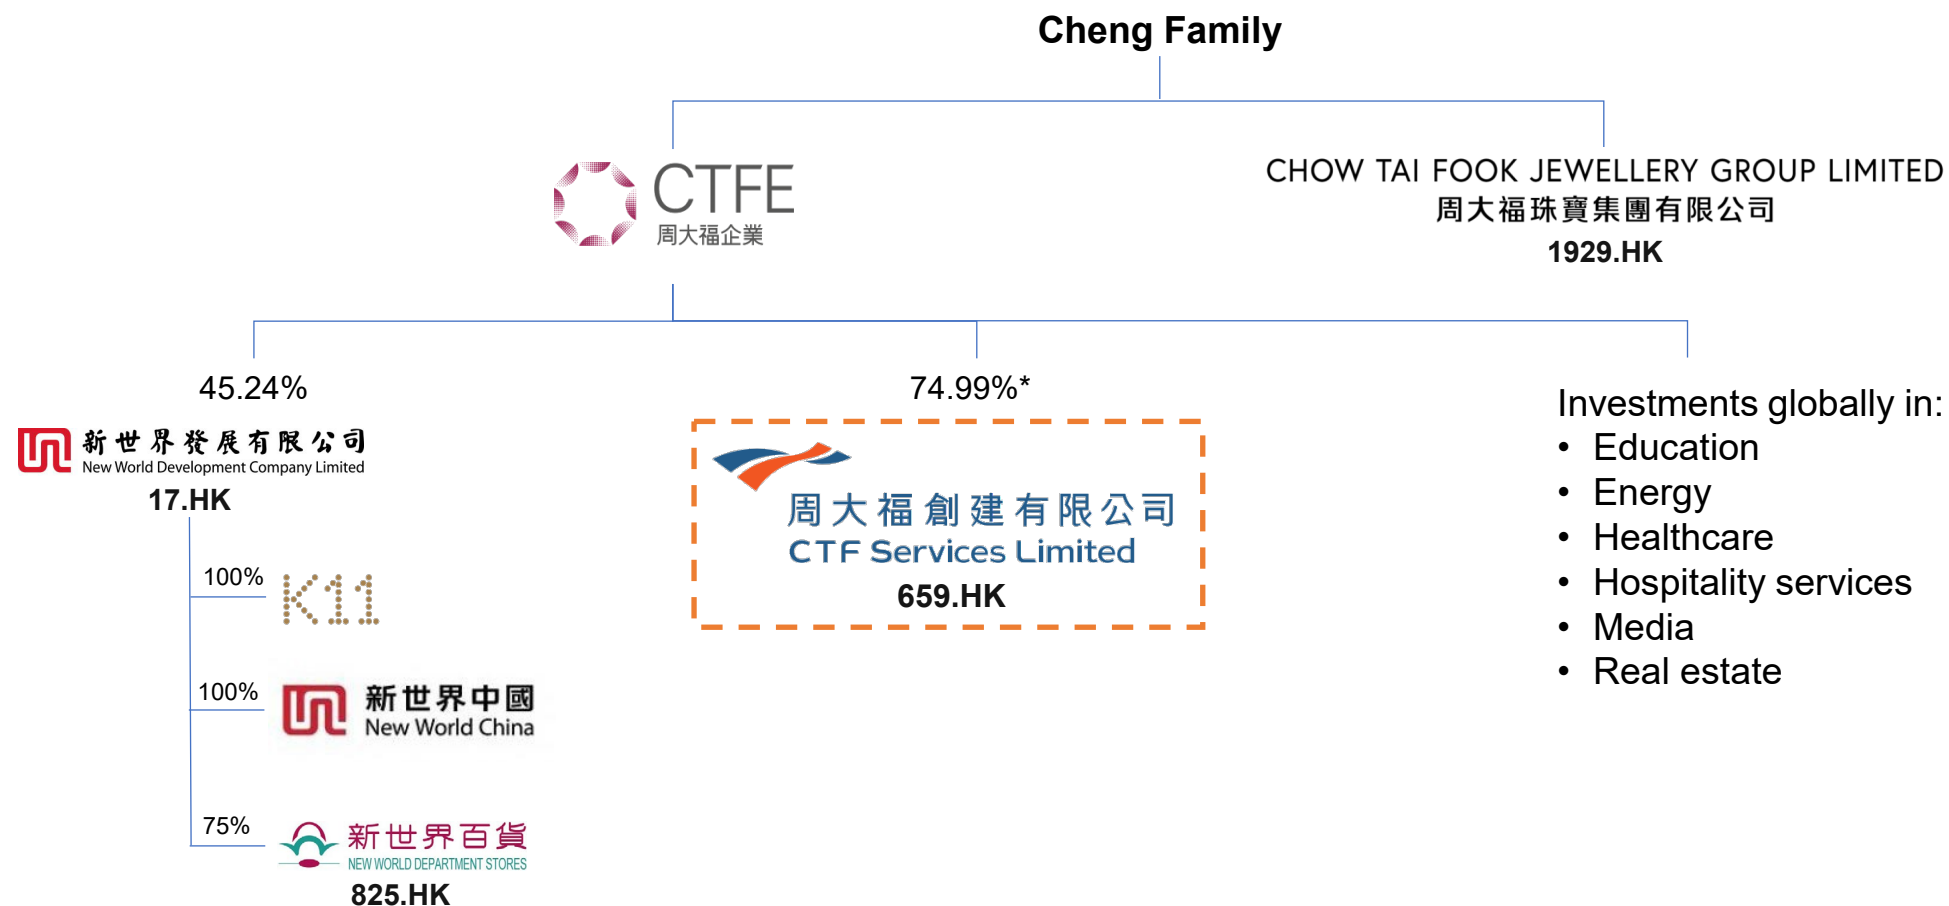 Cheng Family
CTFE
周大福企業
CHOW TAI FOOK JEWELLERY GROUP LIMITED
周大福珠寶集團有限公司
1929.HK
45.24%
新世界發展有限公司
New World Development Company Limited
17.HK
100%
K11
100%
新世界中國
New World China
75%
新世界百貨
NEW WORLD DEPARTMENT STORES
825.HK
74.99%*
周大福創建有限公司
CTF Services Limited
659.HK
Investments globally in:
• Education
• Energy
• Healthcare
• Hospitality services
• Media
• Real estate